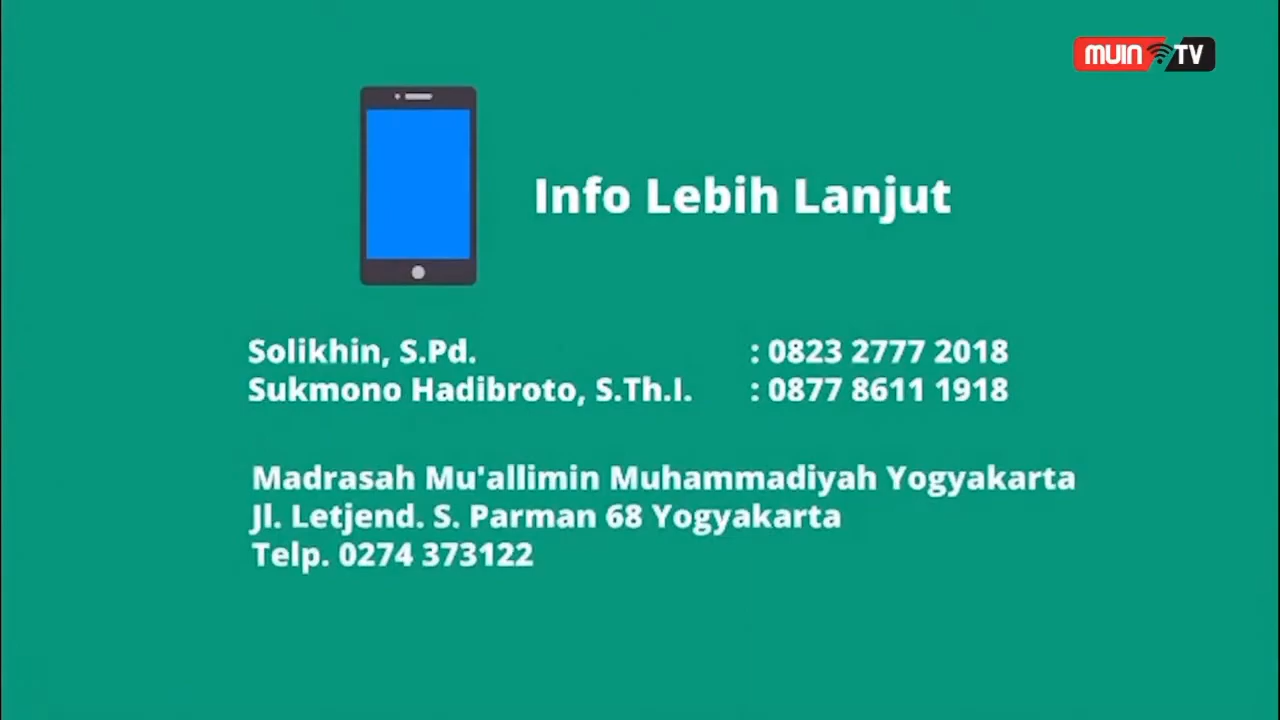 MUIN TV
Info Lebih Lanjut
Solikhin, S.Pd. : 0823 2777 2018
Sukmono Hadibroto, S.Th.I. : 0877 8611 1918
Madrasah Mu'allimin Muhammadiyah Yogyakarta
Jl. Letjend. S. Parman 68 Yogyakarta
Telp. 0274 373122